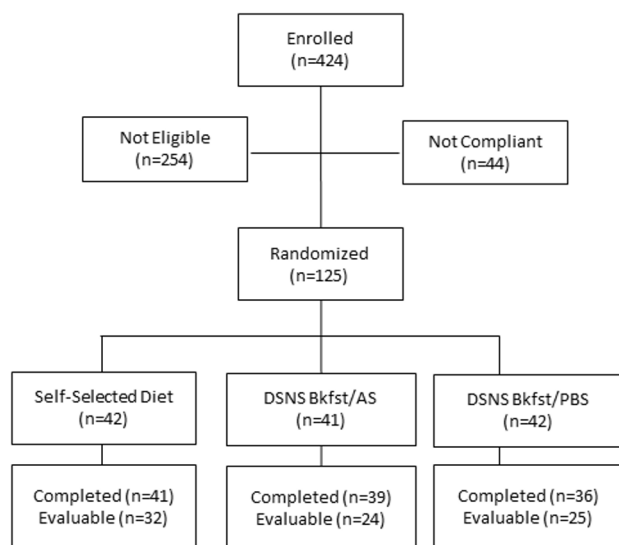 Enrolled
(n=424)
Not Eligible
(n=254)
Not Compliant
(n=44)
Randomized
(n=125)
Self-Selected Diet
(n=42)
DSNS Bkfst/AS
(n=41)
DSNS Bkfst/PBS
(n=42)
Completed (n=41)
Evaluable (n=32)
Completed (n=39)
Evaluable (n=24)
Completed (n=36)
Evaluable (n=25)